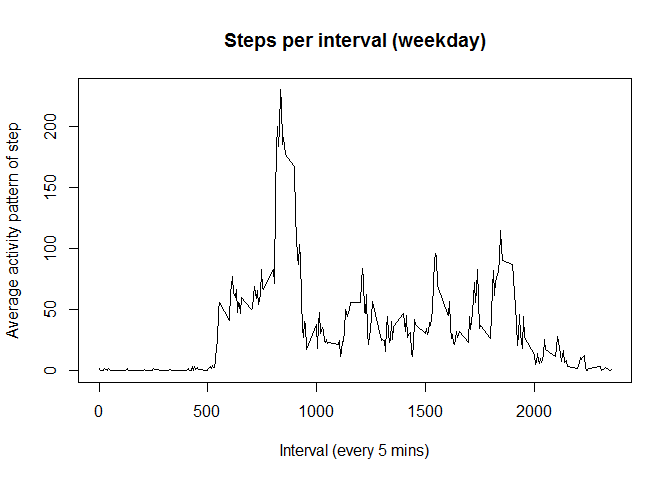 Steps per interval (weekday)
Average activity pattern of step
200
150
100
50
0
0 500 1000 1500 2000
Interval (every 5 mins)